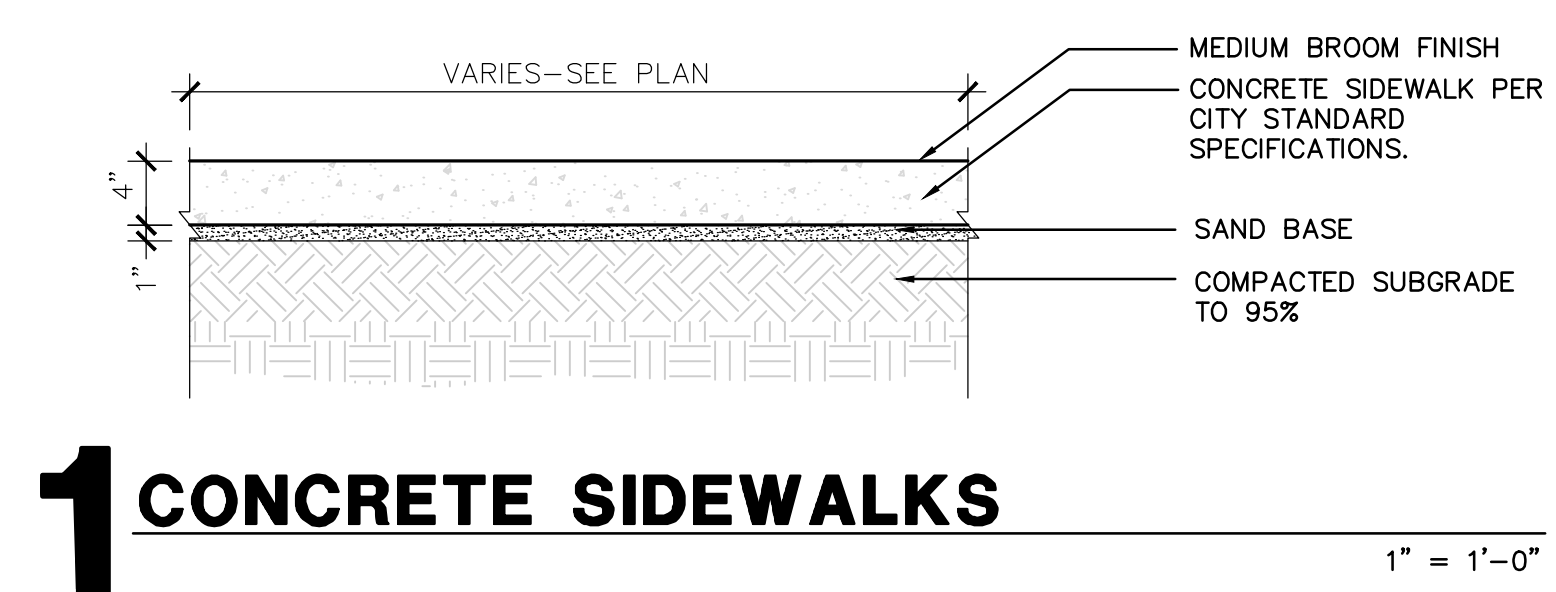 VARIES-SEE PLAN
MEDIUM BROOM FINISH
CONCRETE SIDEWALK PER
CITY STANDARD
SPECIFICATIONS.
4"
SAND BASE
1"
COMPACTED SUBGRADE
TO 95%
1 CONCRETE SIDEWALKS
1" = 1'-0"